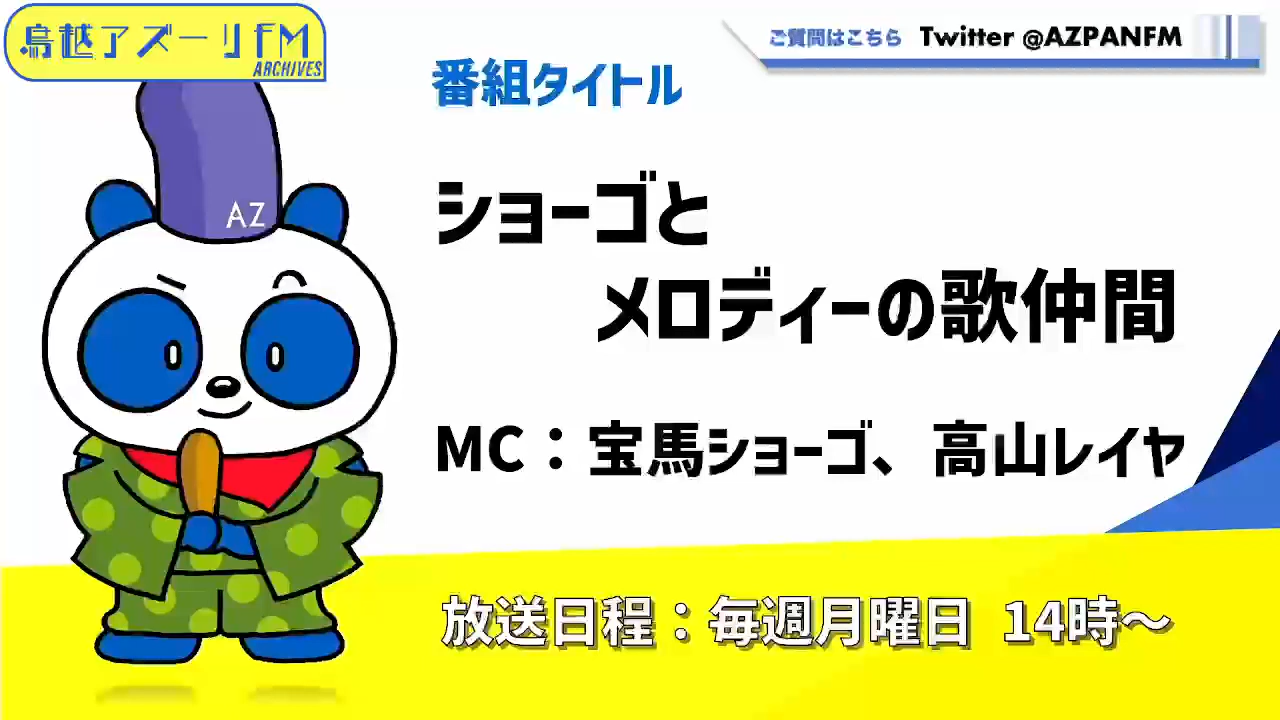 鳥越アズーリFM
ARCHIVES
ご質問はこちら Twitter @AZPANFM
番組タイトル
ショーゴと
メロディーの歌仲間
AZ
MC：宝馬ショーゴ、高山レイヤ
放送日程：毎週月曜日 14時～